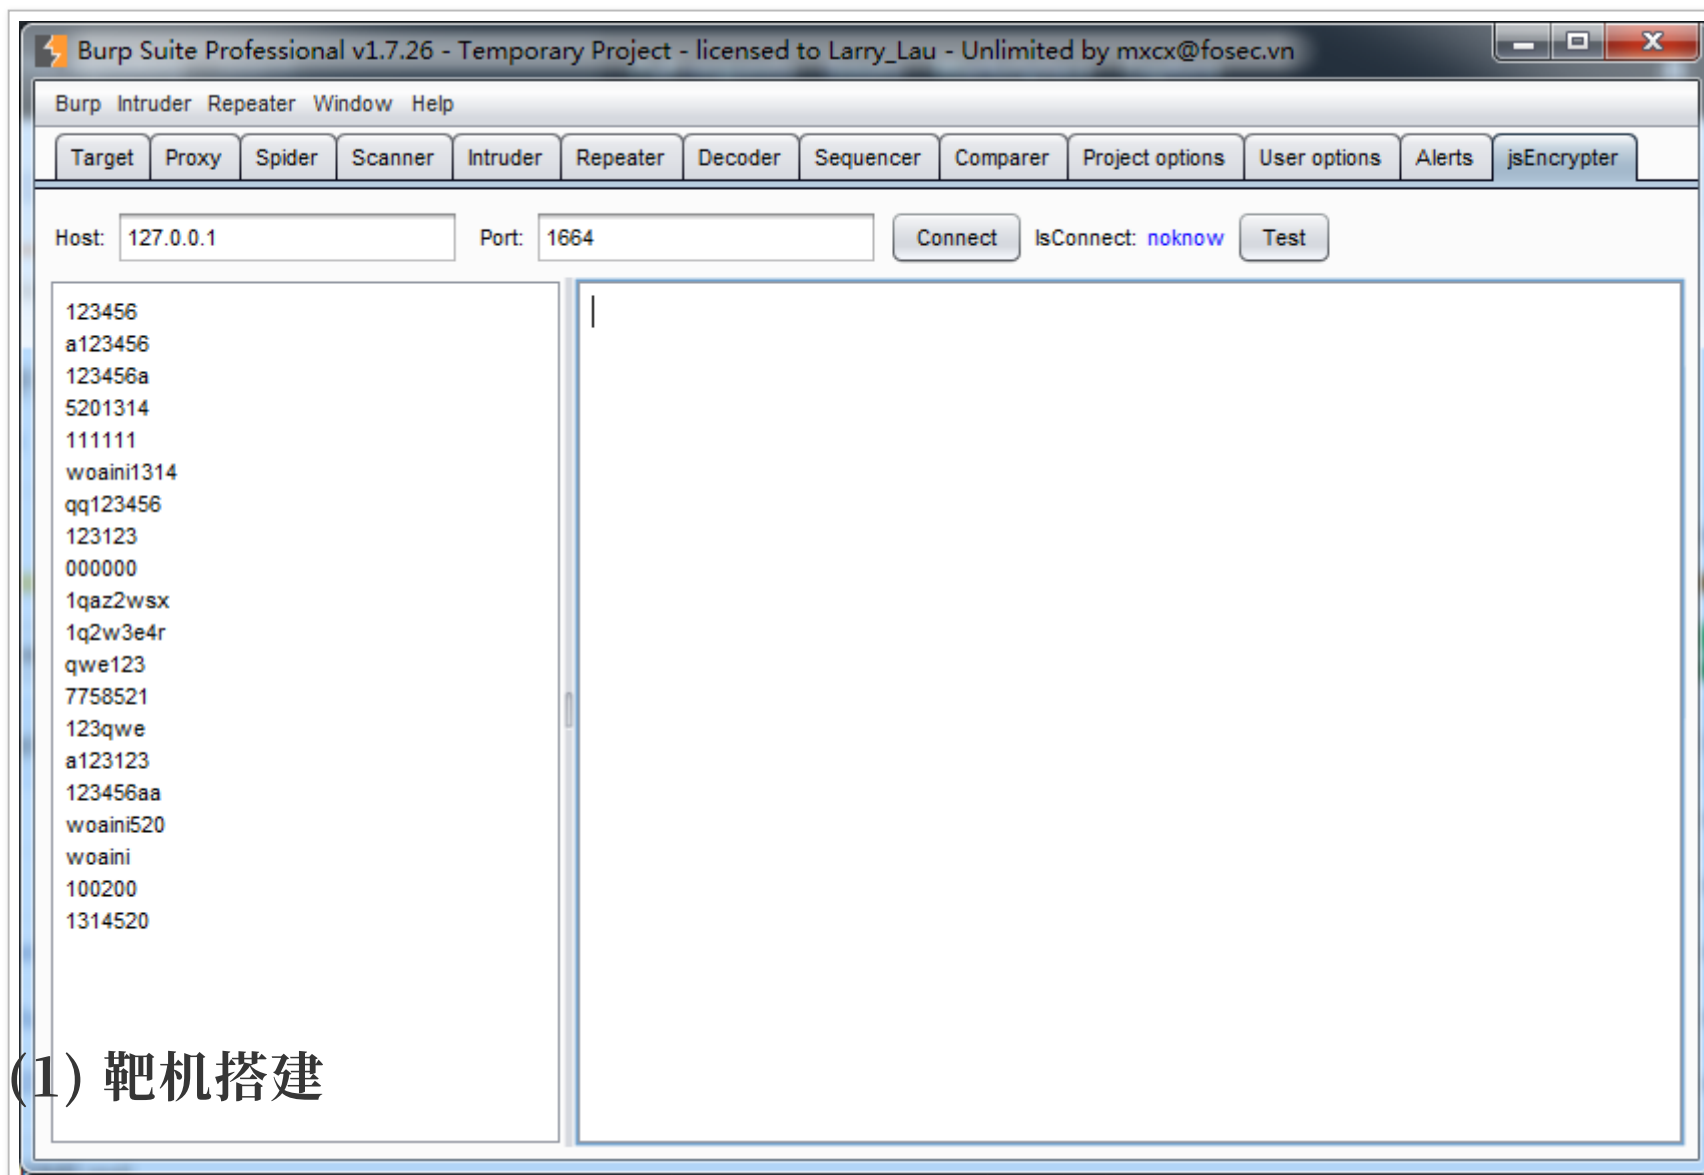 Burp Suite Professional v1.7.26 - Temporary Project - licensed to Larry_Lau - Unlimited by mxcx@fosec.vn
Burp Intruder Repeater Window Help
Target Proxy Spider Scanner Intruder Repeater Decoder Sequencer Comparer Project options User options Alerts jsEncrypter
Host: 127.0.0.1 Port: 1664 Connect IsConnect: noknow Test
123456
a123456
123456a
5201314
111111
woaini1314
qq123456
123123
000000
1qaz2wsx
1q2w3e4r
qwe123
7758521
123qwe
a123123
123456aa
woaini520
woaini
100200
1314520
(1) 靶机搭建